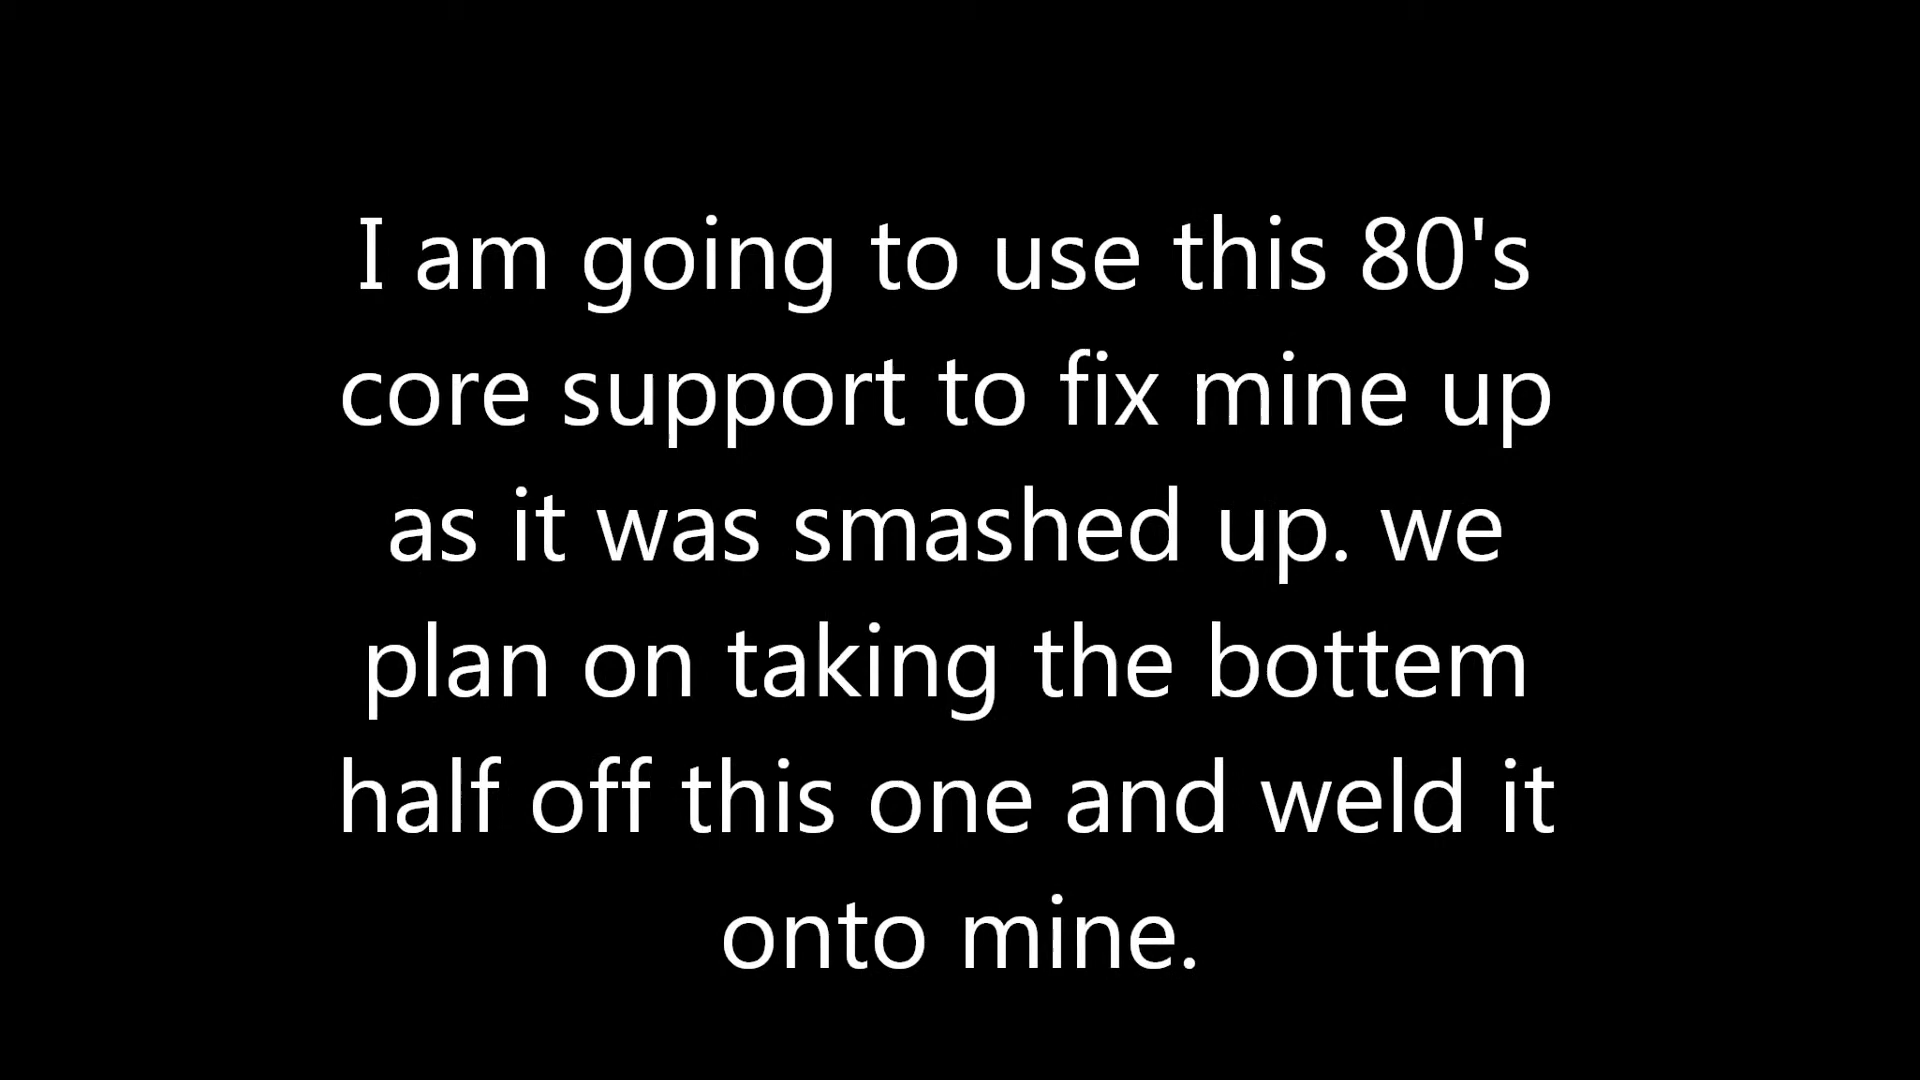 I am going to use this 80's
core support to fix mine up
as it was smashed up. we
plan on taking the bottem
half off this one and weld it
onto mine.